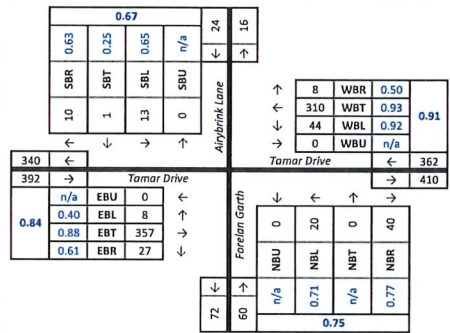 0.67
0.63 0.25 0.65 n/a
SBR SBT SBL SBU
10 1 13 0
← ↓ → ↑
24 16
↓ ↑
Airybrink Lane
↑ 8 WBR 0.50
← 310 WBT 0.93
↓ 44 WBL 0.92
→ 0 WBU n/a
0.91
340 ←
392 →
Tamar Drive
Tamar Drive
← 362
→ 410
0.84
n/a EBU 0 ←
0.40 EBL 8 ↑
0.88 EBT 357 →
0.61 EBR 27 ↓
Forelan Garth
↓ ← ↑ →
0 20 0 40
NBU NBL NBT NBR
n/a 0.71 n/a 0.77
0.75
↓ ↑
72 60